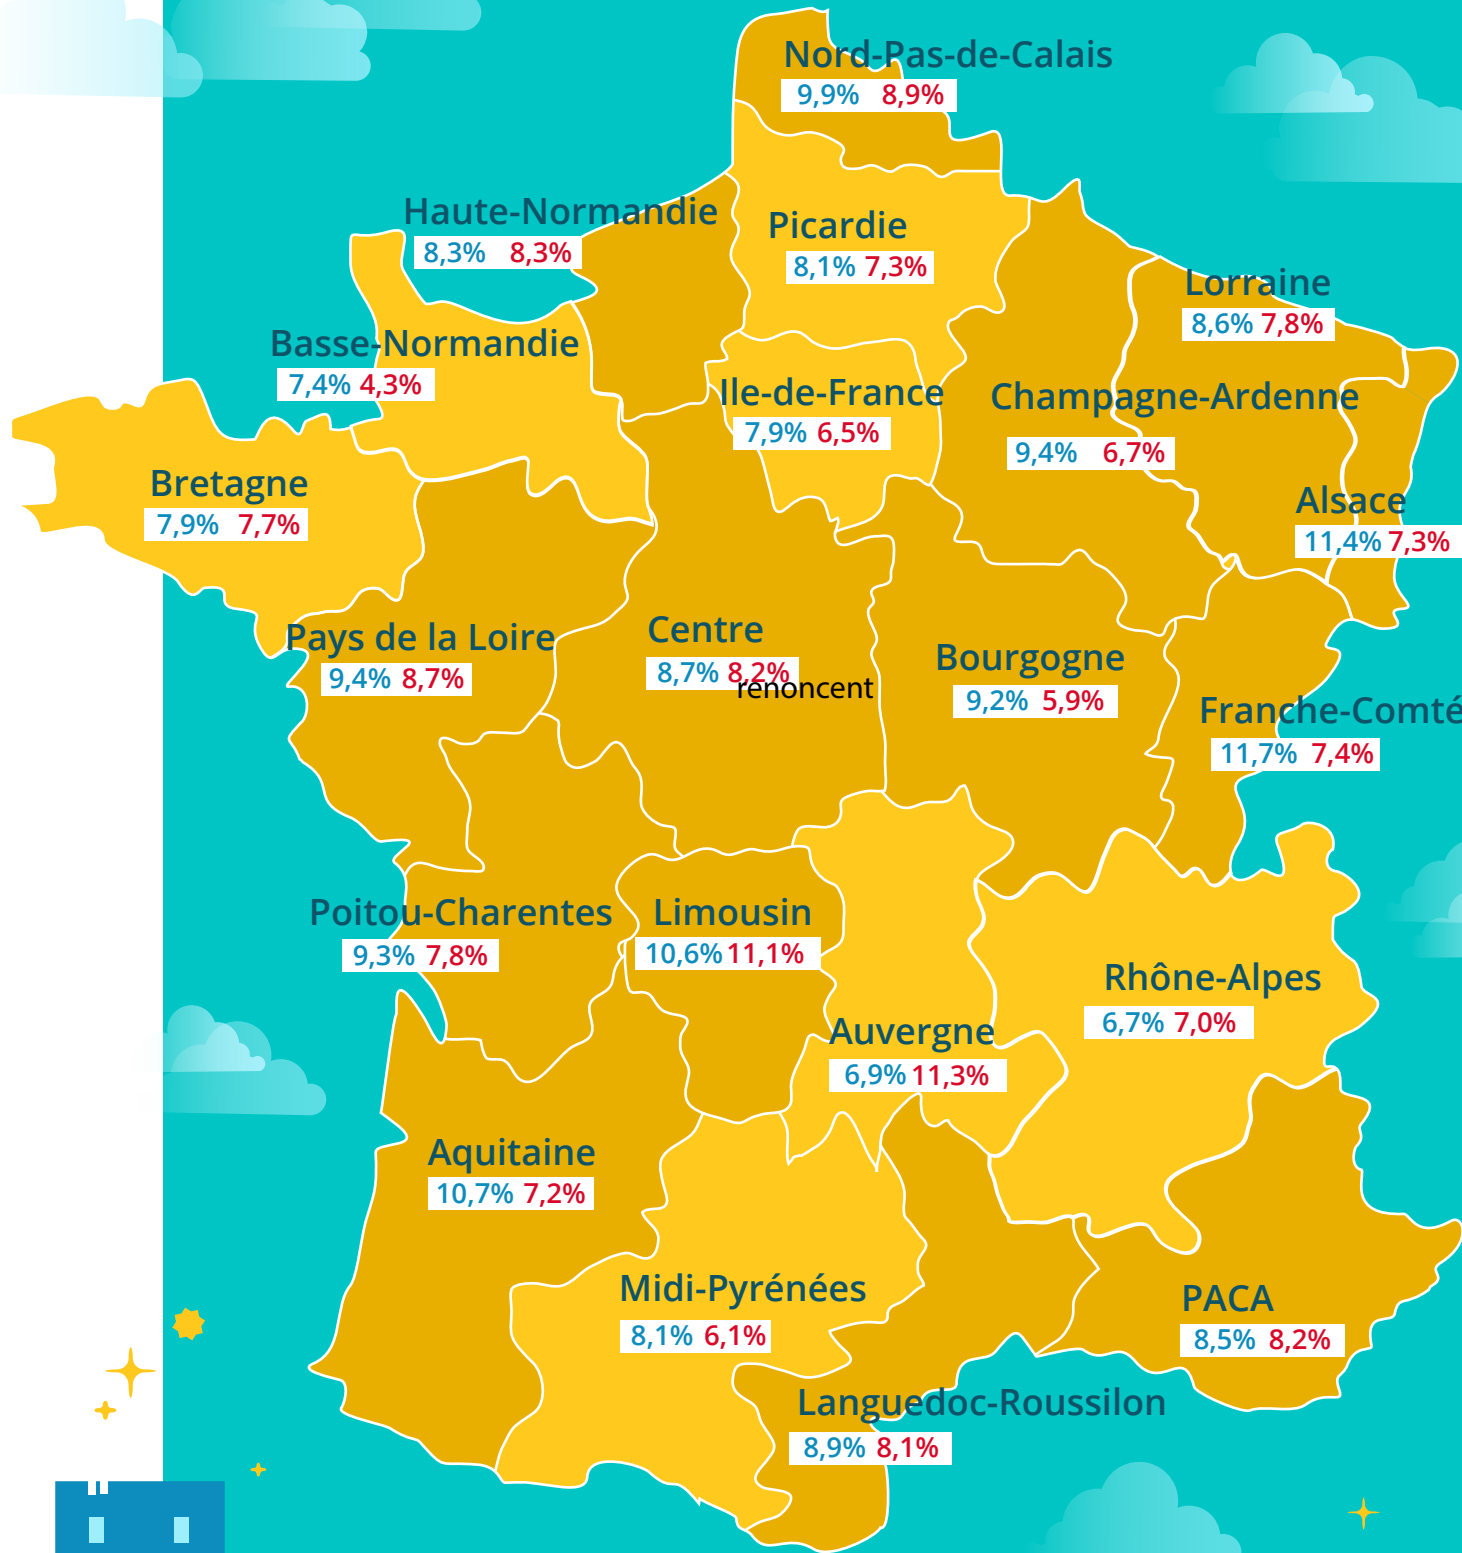 Nord-Pas-de-Calais
9,9% 8,9%
Haute-Normandie
8,3% 8,3%
Picardie
8,1% 7,3%
Lorraine
8,6% 7,8%
Basse-Normandie
7,4% 4,3%
Ile-de-France
7,9% 6,5%
Champagne-Ardenne
9,4% 6,7%
Bretagne
7,9% 7,7%
Alsace
11,4% 7,3%
Pays de la Loire
9,4% 8,7%
Centre
8,7% 8,2%
renoncent
Bourgogne
9,2% 5,9%
Franche-Comté
11,7% 7,4%
Poitou-Charentes
9,3% 7,8%
Limousin
10,6% 11,1%
Rhône-Alpes
6,7% 7,0%
Auvergne
6,9% 11,3%
Aquitaine
10,7% 7,2%
Midi-Pyrénées
8,1% 6,1%
PACA
8,5% 8,2%
Languedoc-Roussilon
8,9% 8,1%